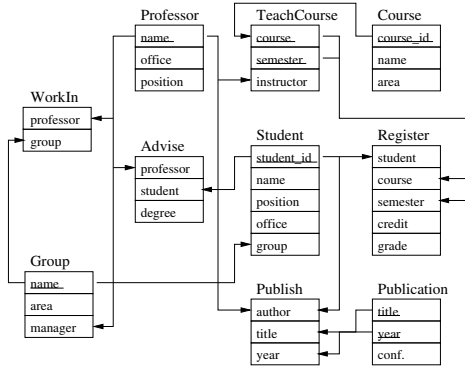 Professor
name
office
position
TeachCourse
course
semester
instructor
Course
course_id
name
area
WorkIn
professor
group
Advise
professor
student
degree
Student
student_id
name
position
office
group
Register
student
course
semester
credit
grade
Group
name
area
manager
Publish
author
title
year
Publication
title
year
conf.